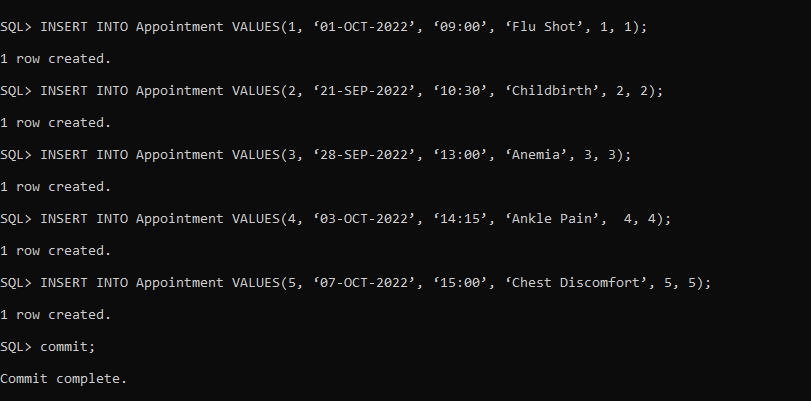 SQL> INSERT INTO Appointment VALUES(1, ‘01-OCT-2022’, ‘09:00’, ‘Flu Shot’, 1, 1);
1 row created.
SQL> INSERT INTO Appointment VALUES(2, ‘21-SEP-2022’, ‘10:30’, ‘Childbirth’, 2, 2);
1 row created.
SQL> INSERT INTO Appointment VALUES(3, ‘28-SEP-2022’, ‘13:00’, ‘Anemia’, 3, 3);
1 row created.
SQL> INSERT INTO Appointment VALUES(4, ‘03-OCT-2022’, ‘14:15’, ‘Ankle Pain’,  4, 4);
1 row created.
SQL> INSERT INTO Appointment VALUES(5, ‘07-OCT-2022’, ‘15:00’, ‘Chest Discomfort’, 5, 5);
1 row created.
SQL> commit;
Commit complete.